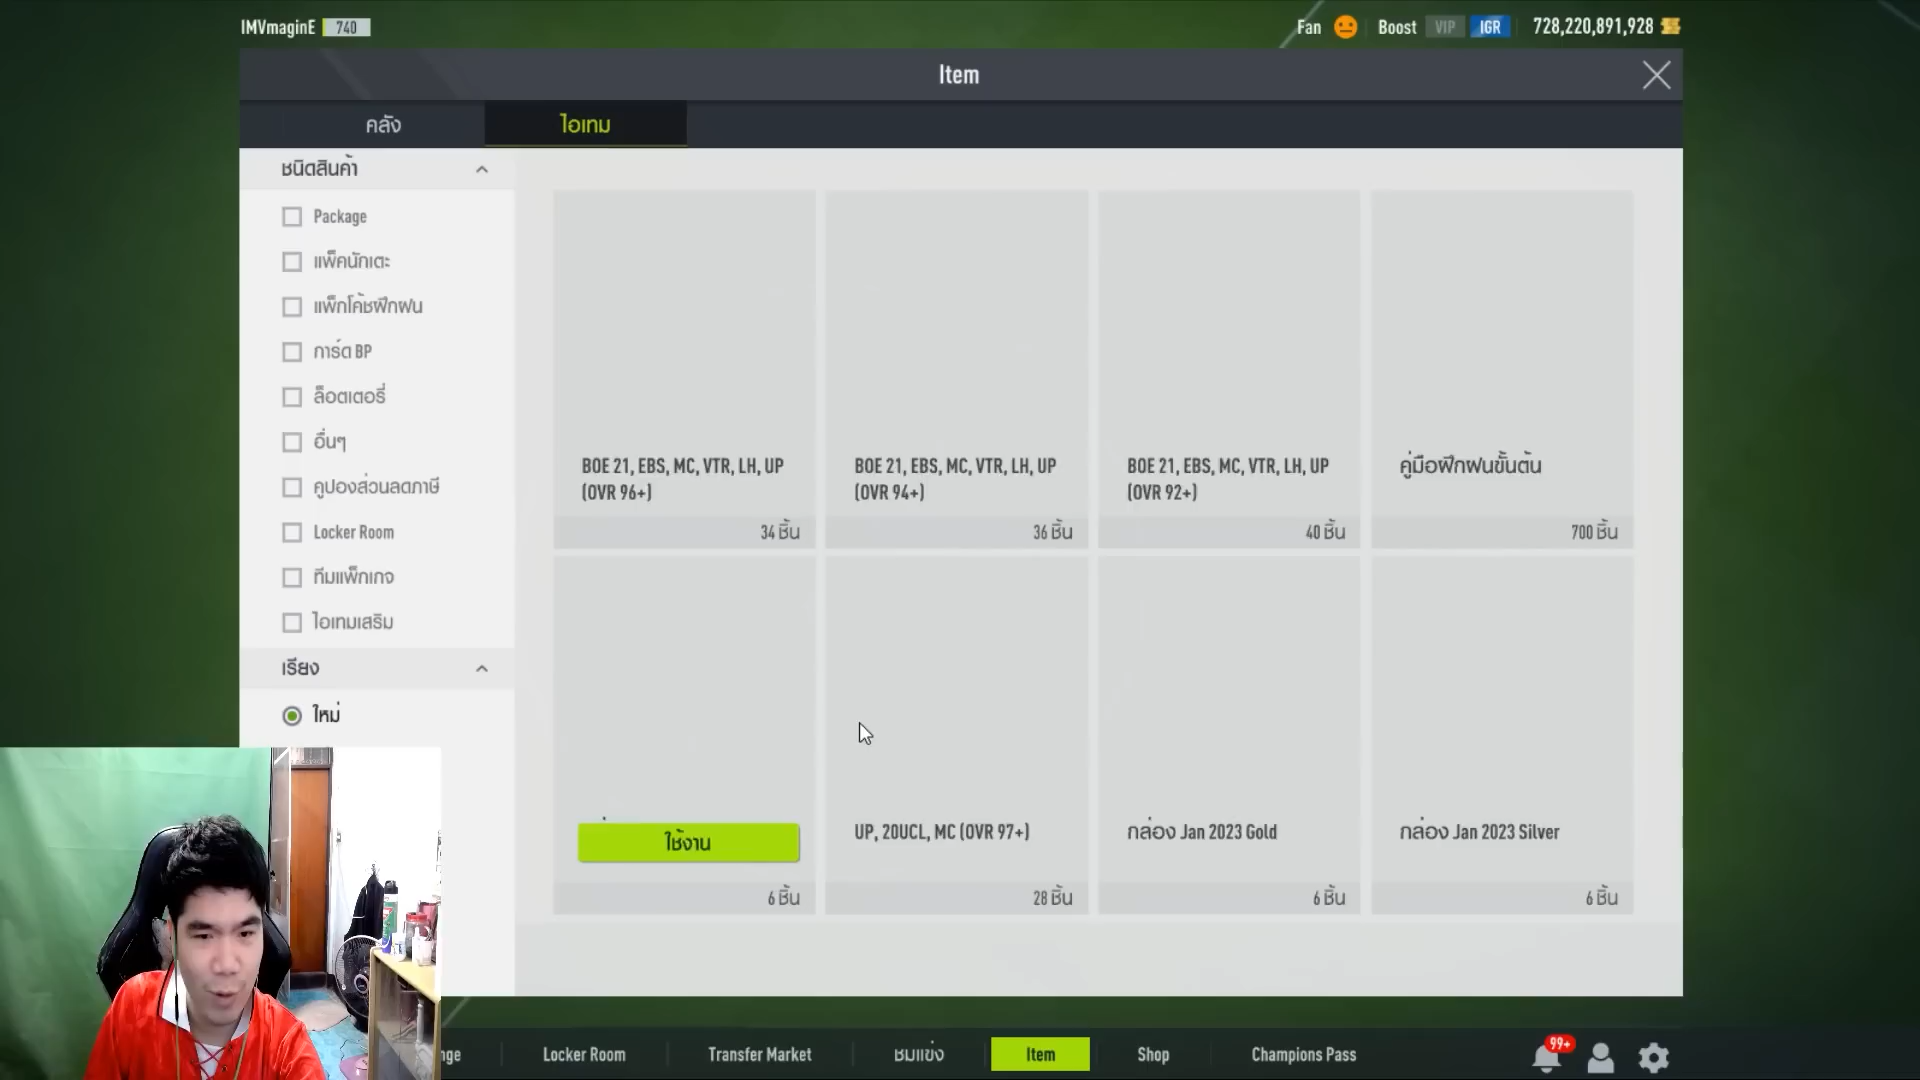 IMVmaginE 740
Fan Boost VIP IGR 728,220,891,928
Item
คลัง ไอเทม
ชนิดสินค้า
Package
แพ็คนักเตะ
แพ็กโค้ชฝึกฝน
การ์ด BP
ล็อตเตอรี่
อื่นๆ
คูปองส่วนลดภาษี
Locker Room
ทีมแพ็กเกจ
ไอเทมเสริม
เรียง
ใหม่
BOE 21, EBS, MC, VTR, LH, UP
(OVR 96+)
34 ชิ้น
BOE 21, EBS, MC, VTR, LH, UP
(OVR 94+)
36 ชิ้น
BOE 21, EBS, MC, VTR, LH, UP
(OVR 92+)
40 ชิ้น
คู่มือฝึกฝนขั้นต้น
700 ชิ้น
ใช้งาน
6 ชิ้น
UP, 20UCL, MC (OVR 97+)
28 ชิ้น
กล่อง Jan 2023 Gold
6 ชิ้น
กล่อง Jan 2023 Silver
6 ชิ้น
Locker Room Transfer Market ชมแข่ง Item Shop Champions Pass 99+